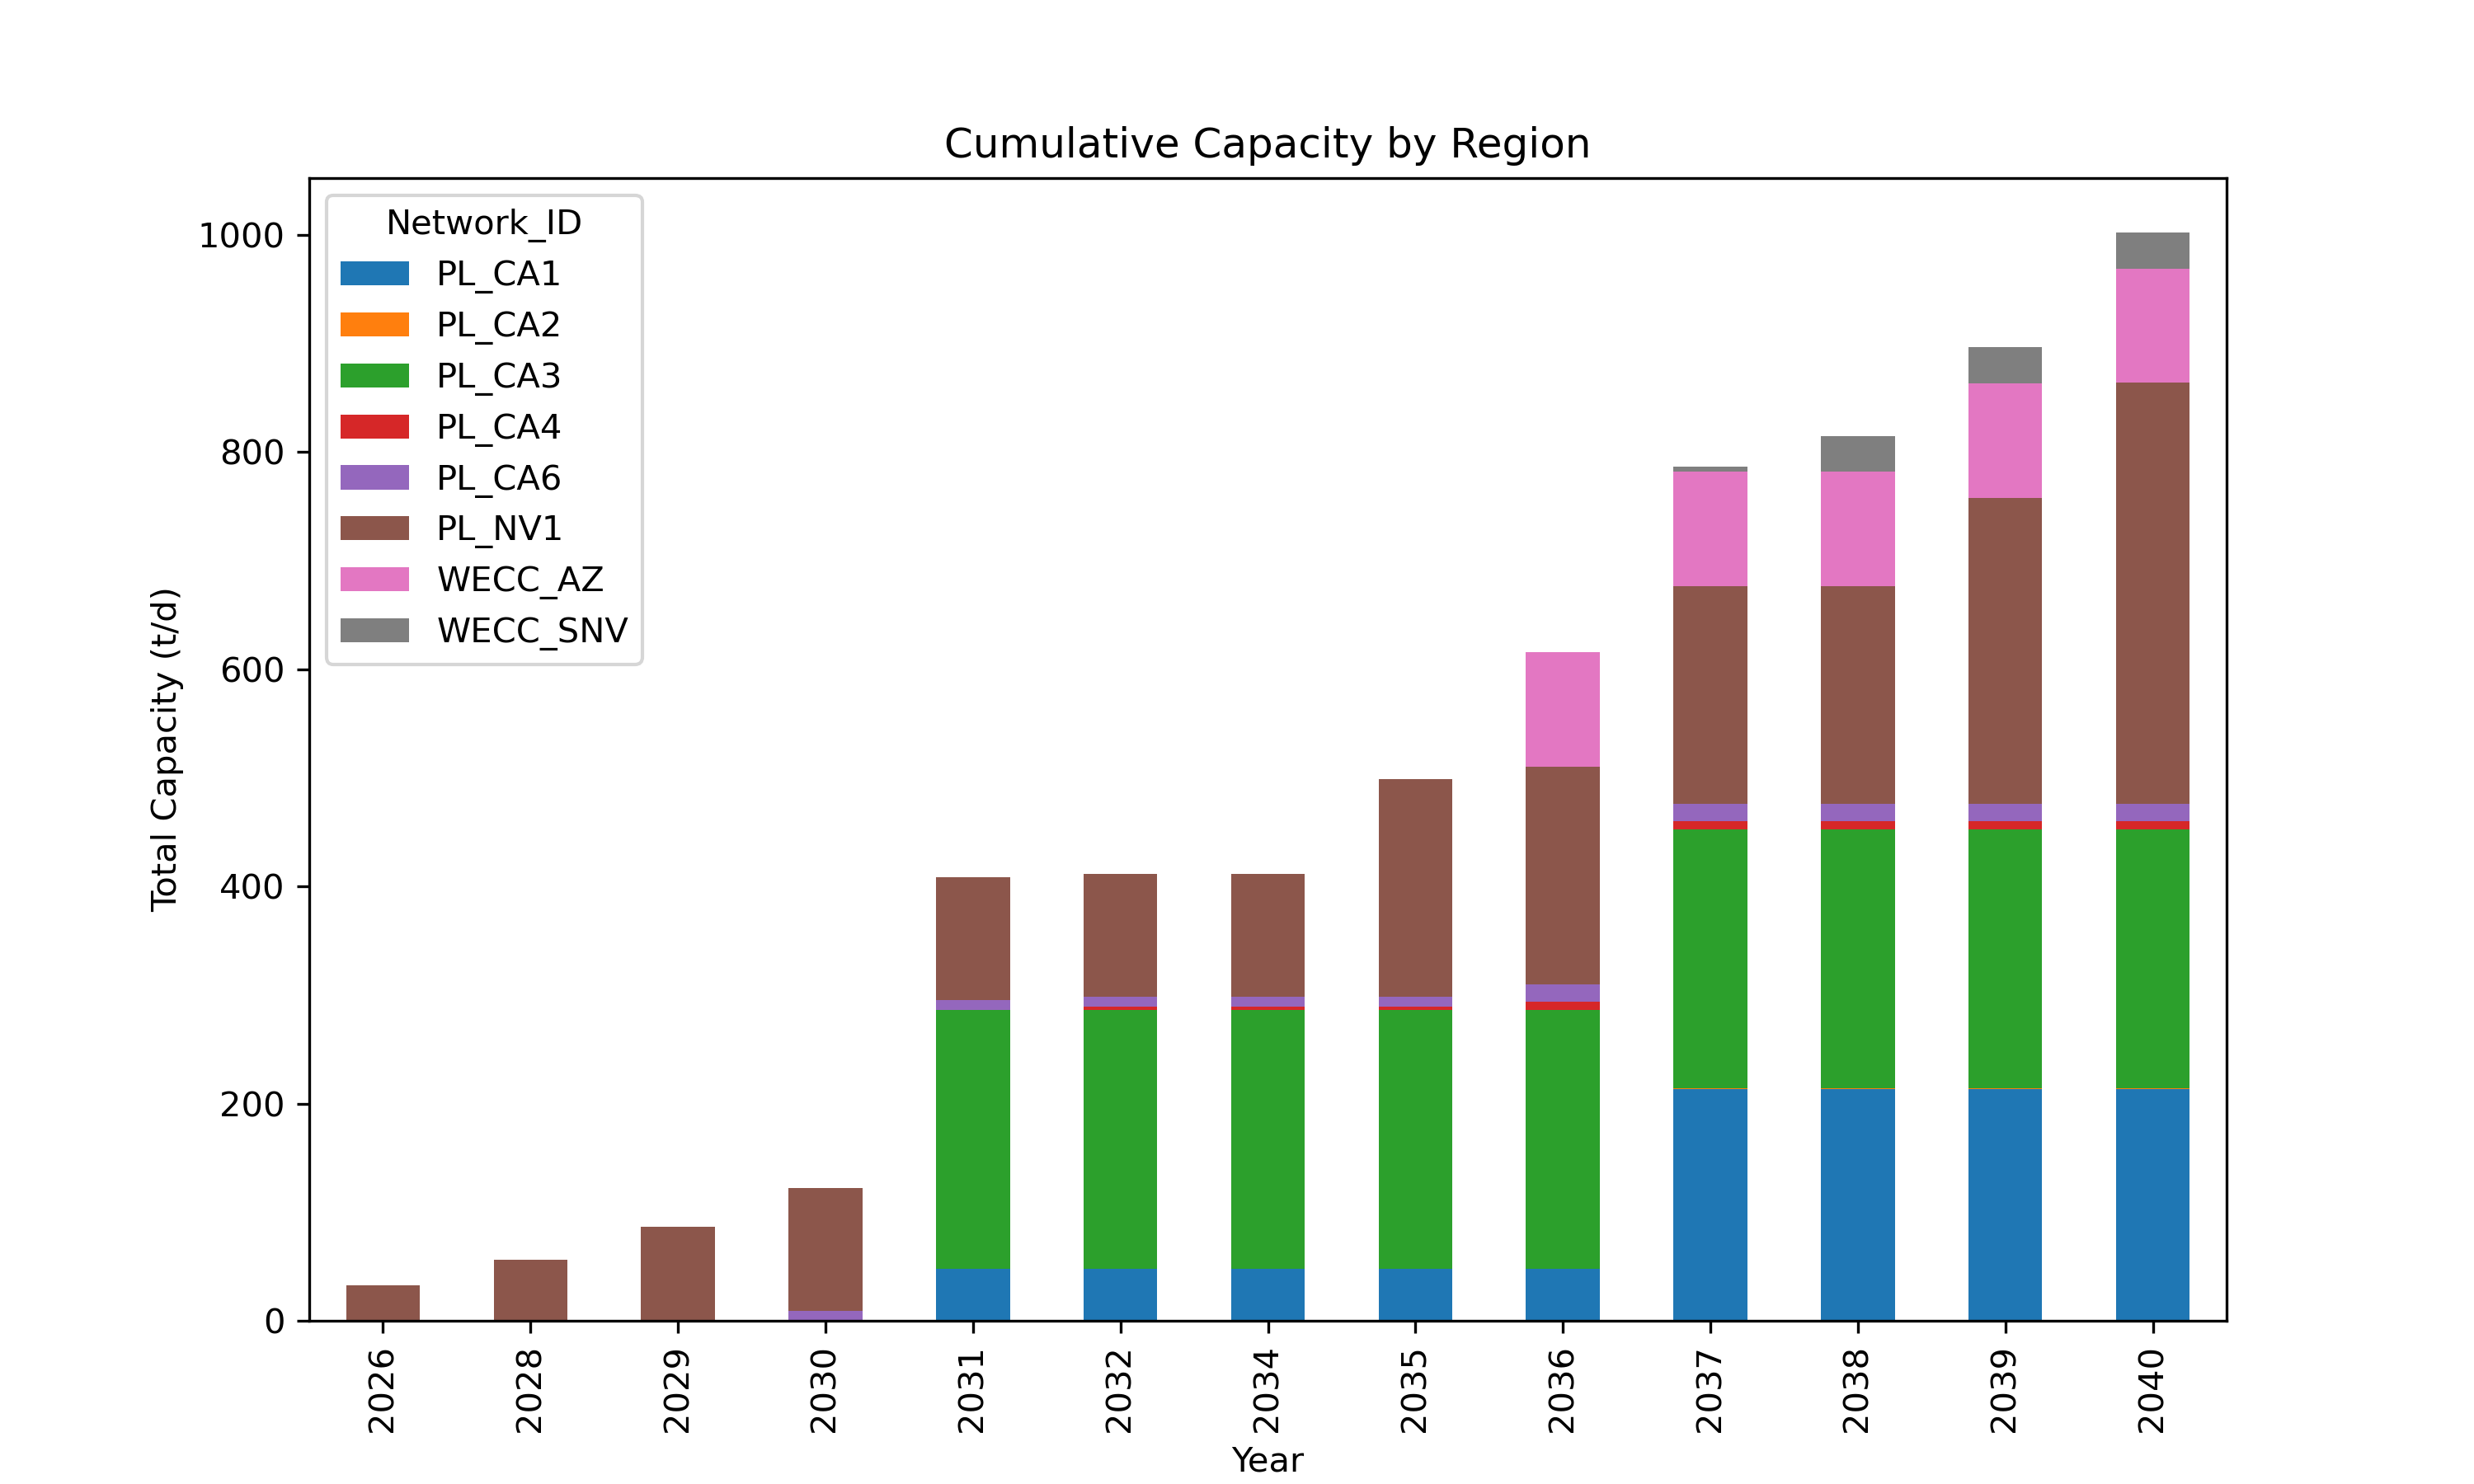 Cumulative Capacity by Region
Network_ID
PL_CA1
PL_CA2
PL_CA3
PL_CA4
PL_CA6
PL_NV1
WECC_AZ
WECC_SNV
Total Capacity (t/d)
1000
800
600
400
200
0
2026
2028
2029
2030
2031
2032
2034
2035
2036
2037
2038
2039
2040
Year